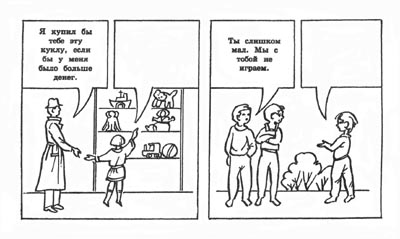 Я купил бы
тебе эту
куклу, если
бы у меня
было больше
денег.
Ты слишком
мал. Мы с
тобой не
играем.